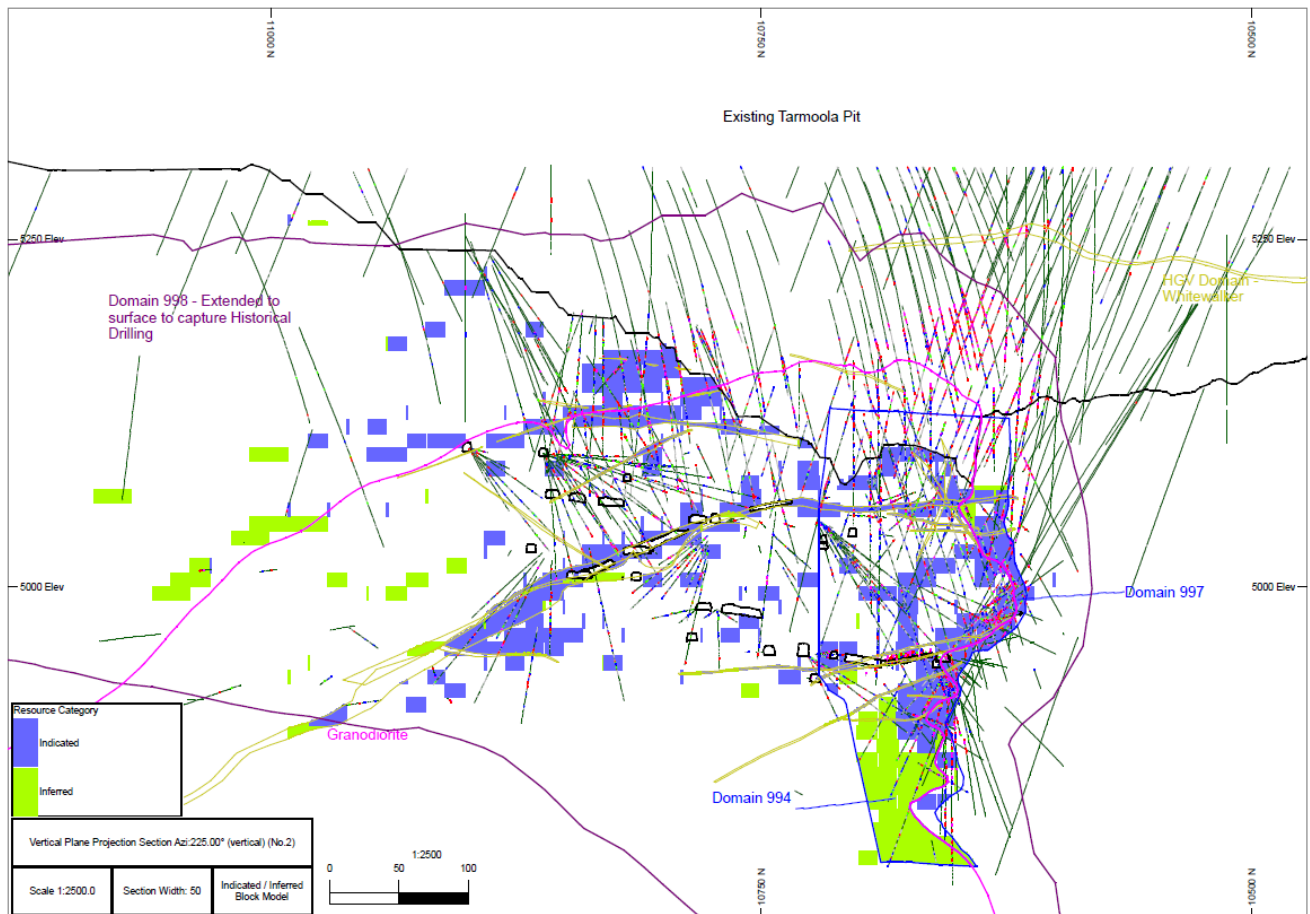 11000 N
10750 N
10500 N
Existing Tarmoola Pit
5250 Elev
5250 Elev
HGV Domain -
Whitewalker
Domain 998 - Extended to
surface to capture Historical
Drilling
5000 Elev
5000 Elev
Domain 997
Resource Category
Indicated
Inferred
Granodiorite
Domain 994
Vertical Plane Projection Section Azi:225.00° (vertical) (No.2)
Scale 1:2500.0
Section Width: 50
Indicated / Inferred
Block Model
1:2500
0
50
100
10750 N
10500 N